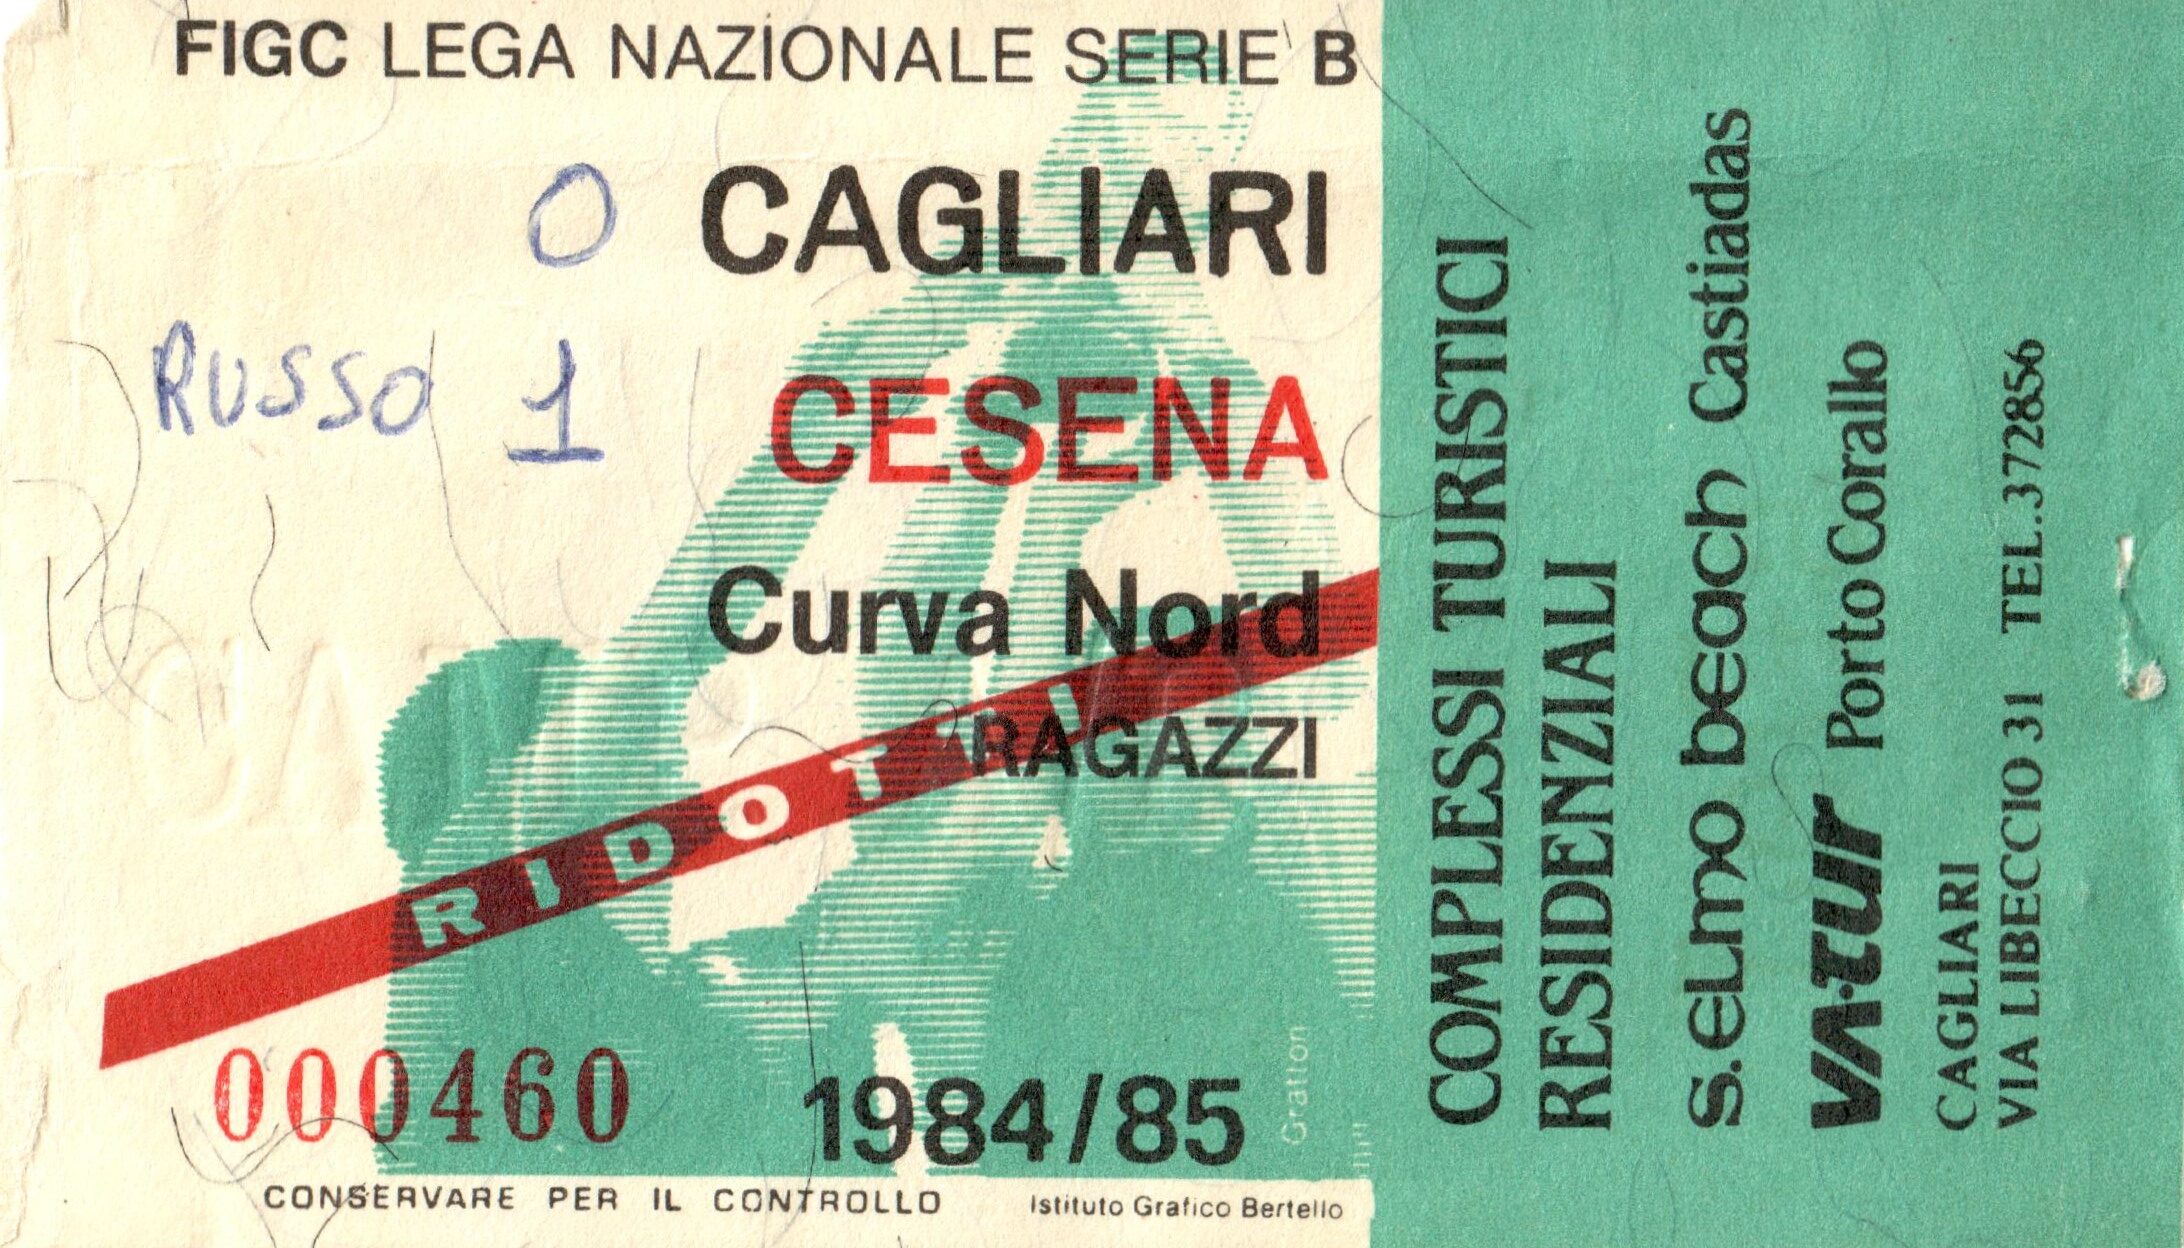 FIGC LEGA NAZIONALE SERIE B
0 CAGLIARI
RUSSO 1 CESENA
Curva Nord
RIDOTTI
RAGAZZI
000460
1984/85
Gratton
CONSERVARE PER IL CONTROLLO
Istituto Grafico Bertello
COMPLESSI TURISTICI
RESIDENZIALI
s.elmo beach Castiadas
VA.TUR Porto Corallo
CAGLIARI
VIA LIBECCIO 31 TEL.372856